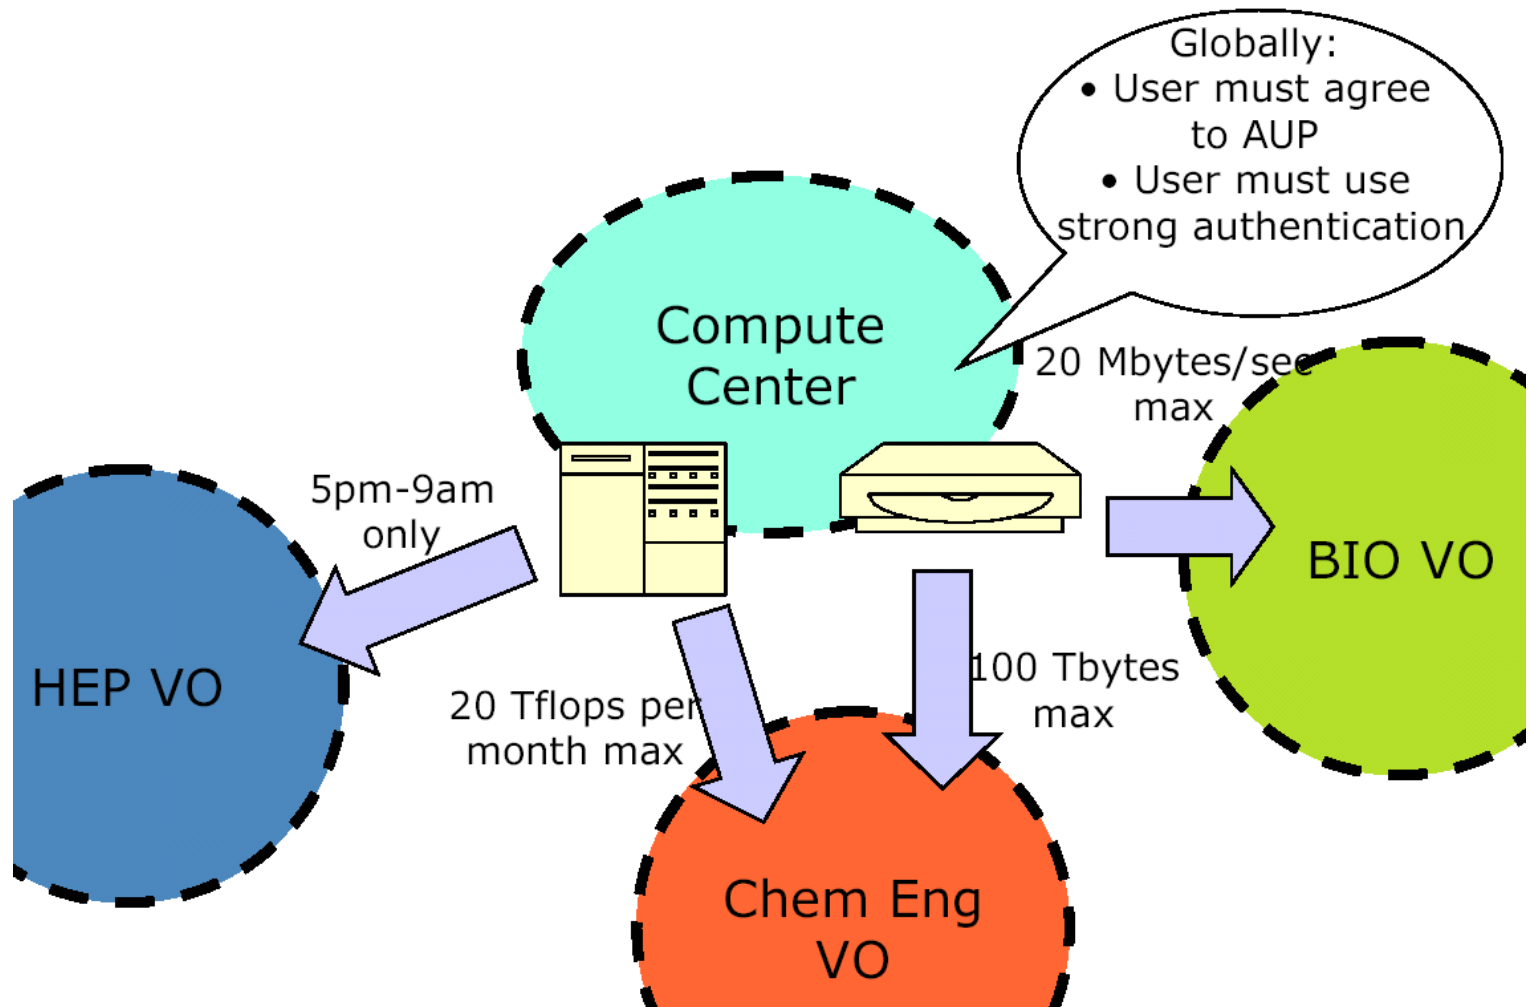 Globally:
• User must agree
to AUP
• User must use
strong authentication
Compute
Center
20 Mbytes/sec
max
5pm-9am
only
BIO VO
HEP VO
20 Tflops per
month max
100 Tbytes
max
Chem Eng
VO